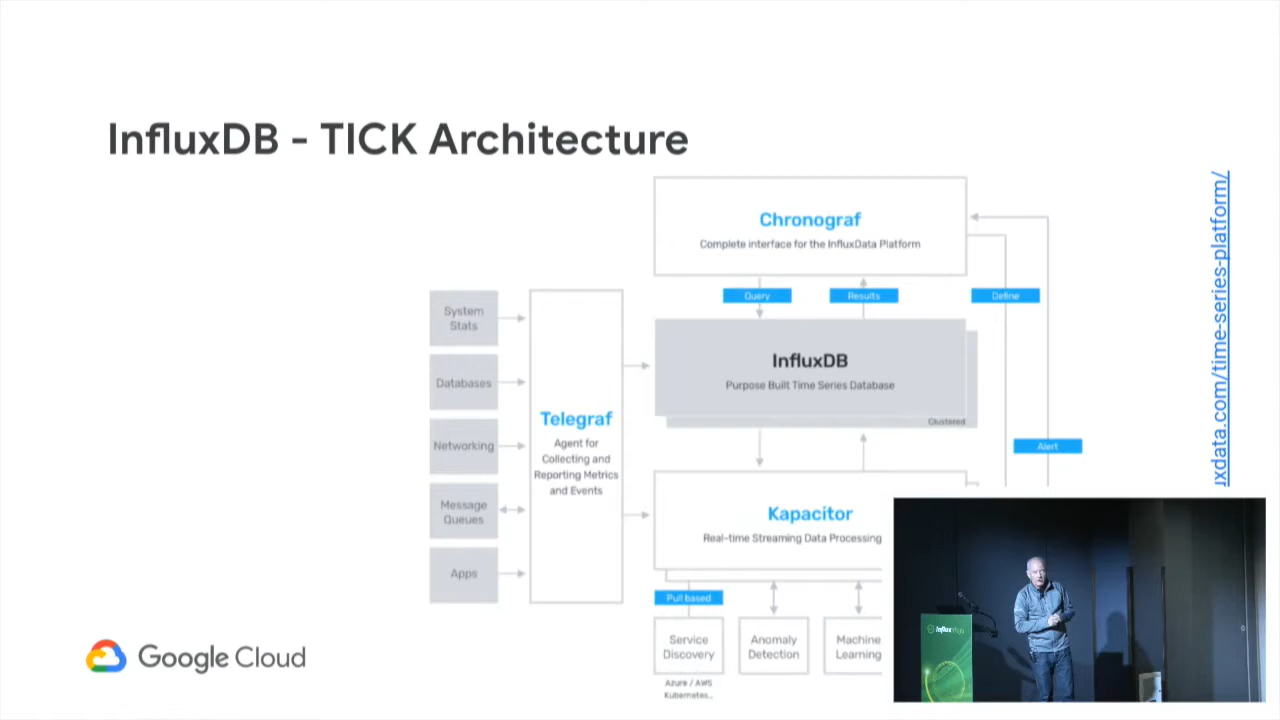 InfluxDB - TICK Architecture
Chronograf
Complete interface for the InfluxData Platform
Query
Results
Define
System
Stats
Databases
Networking
Message
Queues
Apps
Telegraf
Agent for
Collecting and
Reporting Metrics
and Events
InfluxDB
Purpose Built Time Series Database
Clustered
Alert
Kapacitor
Real-time Streaming Data Processing
Pull based
Service
Discovery
Azure / AWS
Kubernetes...
Anomaly
Detection
Machine
Learning
xdata.com/time-series-platform/
Google Cloud